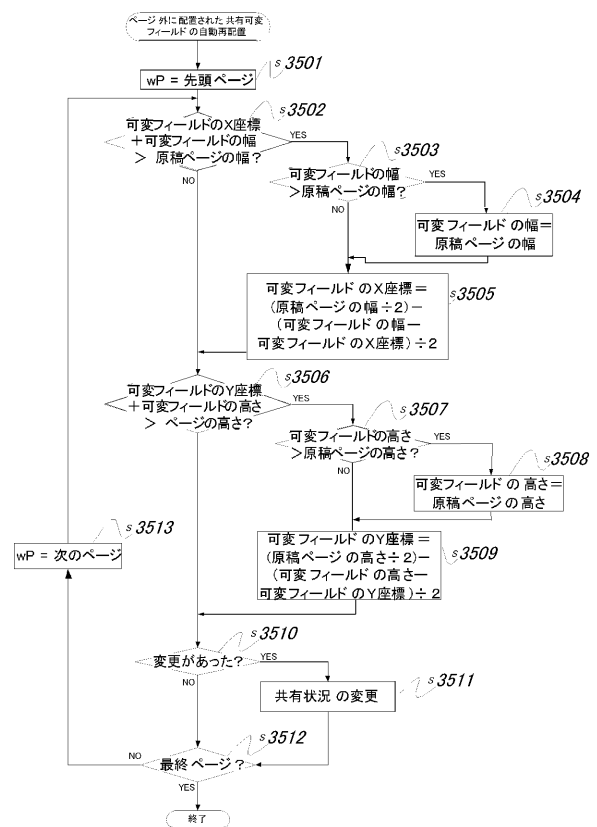 ページ外に配置された共有可変
フィールドの自動再配置
s3501
wP = 先頭ページ
s3502
可変フィールドのX座標
＋可変フィールドの幅
＞ 原稿ページの幅？
YES
NO
s3503
可変フィールドの幅
＞原稿ページの幅？
YES
NO
s3504
可変フィールドの幅＝
原稿ページの幅
s3505
可変フィールドのX座標＝
(原稿ページの幅÷2)－
(可変フィールドの幅ー
可変フィールドのX座標)÷2
s3506
可変フィールドのY座標
＋可変フィールドの高さ
＞ ページの高さ？
YES
NO
s3507
可変フィールドの高さ
＞原稿ページの高さ？
YES
NO
s3508
可変フィールドの高さ＝
原稿ページの高さ
s3509
可変フィールドのY座標＝
(原稿ページの高さ÷2)－
(可変フィールドの高さー
可変フィールドのY座標)÷2
s3513
wP = 次のページ
s3510
変更があった？
YES
NO
s3511
共有状況の変更
s3512
最終ページ？
NO
YES
終了